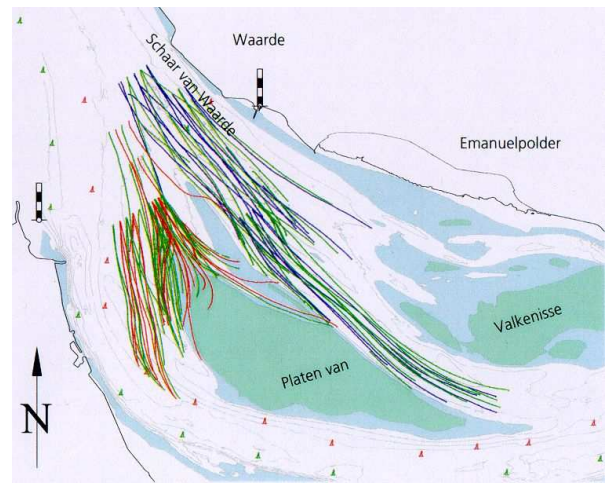 Schaar van Waarde
Waarde
Emanuelpolder
Valkenisse
Platen van
N